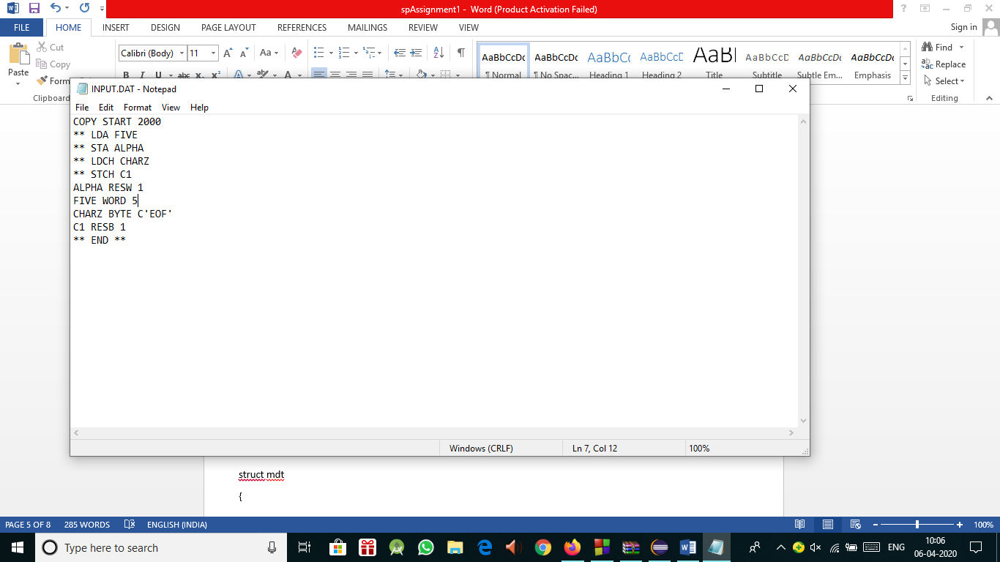 spAssignment1 - Word (Product Activation Failed)
FILE HOME INSERT DESIGN PAGE LAYOUT REFERENCES MAILINGS REVIEW VIEW Sign in
Paste
Cut
Copy
Form
Clipboard
Calibri (Body) 11
Aa
B I U abc x₂ x²
AaBbCcDc AaBbCcDc AaBbCc AaBbCcD AaBl AaBbCcD AaBbCcDc AaBbCcDc
¶ Normal ¶ No Spac... Heading 1 Heading 2 Title Subtitle Subtle Em... Emphasis
Find
Replace
Select
Editing
INPUT.DAT - Notepad
File Edit Format View Help
COPY START 2000
** LDA FIVE
** STA ALPHA
** LDCH CHARZ
** STCH C1
ALPHA RESW 1
FIVE WORD 5
CHARZ BYTE C'EOF'
C1 RESB 1
** END **
Windows (CRLF) Ln 7, Col 12 100%
struct mdt
{
PAGE 5 OF 8 285 WORDS ENGLISH (INDIA) 100%
Type here to search
ENG
10:06
06-04-2020